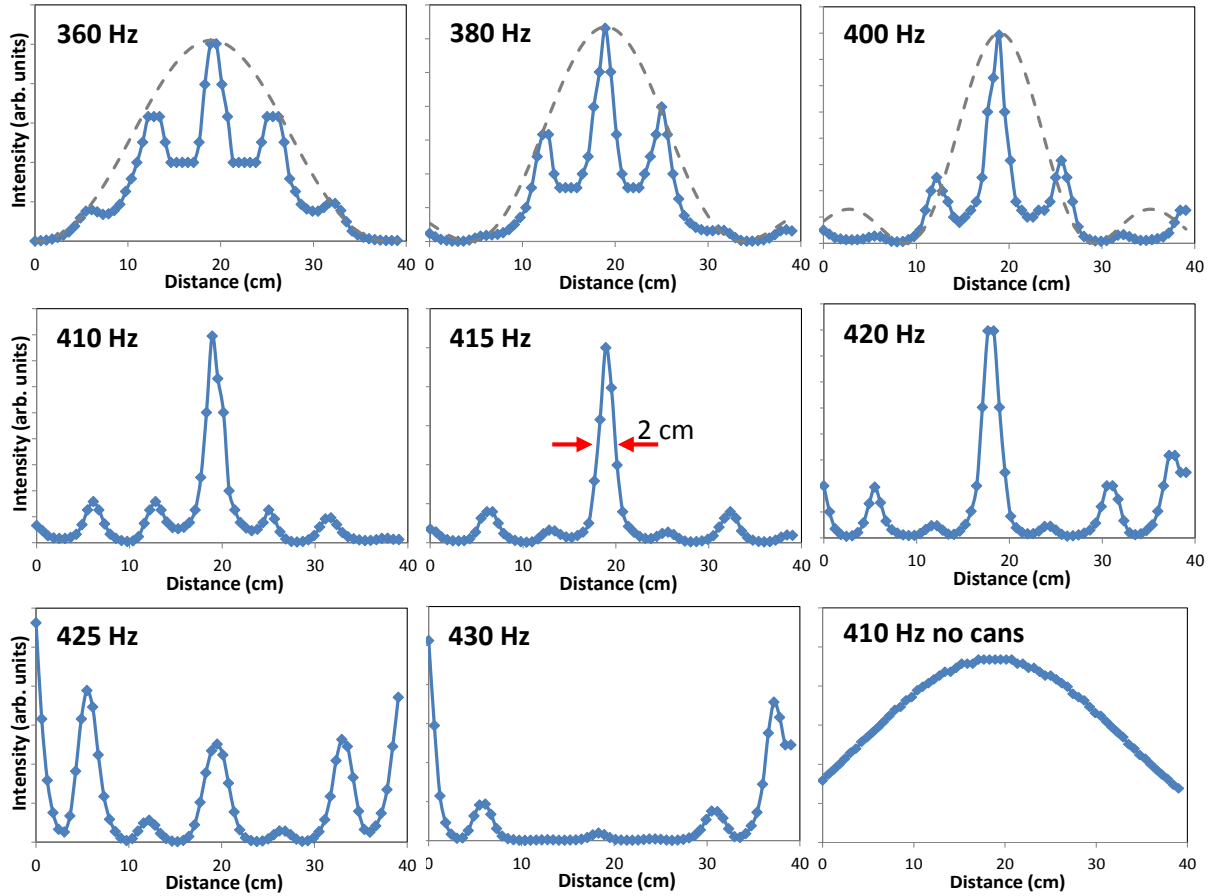 360 Hz
380 Hz
400 Hz
Intensity (arb. units)
0 10 20 30 40
0 10 20 30 40
0 10 20 30 40
Distance (cm)
Distance (cm)
Distance (cm)
410 Hz
415 Hz
420 Hz
Intensity (arb. units)
2 cm
0 10 20 30 40
0 10 20 30 40
0 10 20 30 40
Distance (cm)
Distance (cm)
Distance (cm)
425 Hz
430 Hz
410 Hz no cans
Intensity (arb. units)
0 10 20 30 40
0 10 20 30 40
0 10 20 30 40
Distance (cm)
Distance (cm)
Distance (cm)